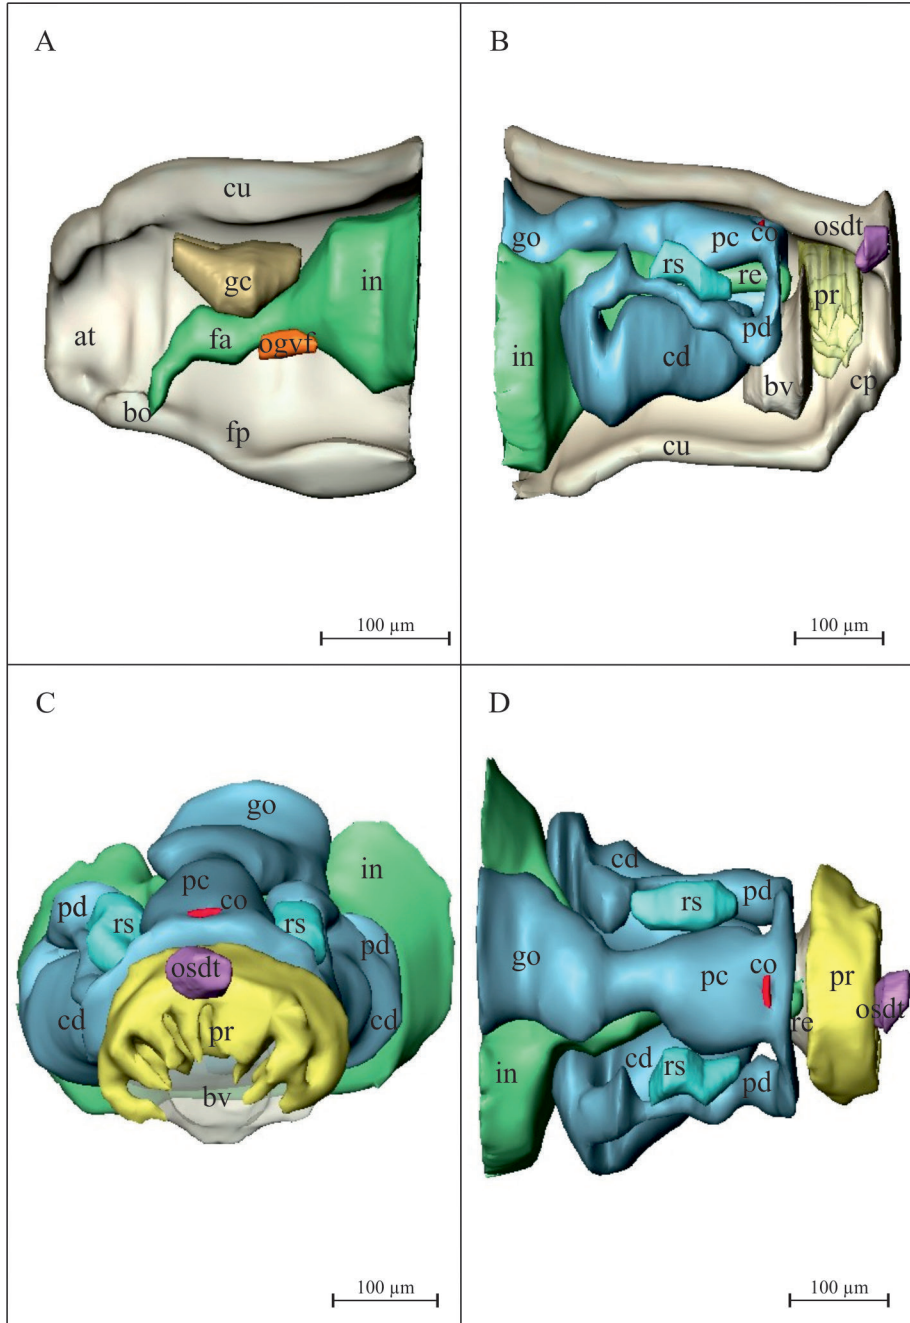 A
cu
gc
in
at
fa
ogvf
bo
fp
100 µm
B
go
pc
co
osdt
rs
re
pr
in
pd
cd
bv
cp
cu
100 µm
C
go
pc
in
co
pd
rs
rs
pd
osdt
cd
pr
cd
bv
100 µm
D
cd
rs
pd
go
pc
co
pr
re
osdt
in
cd
rs
pd
100 µm